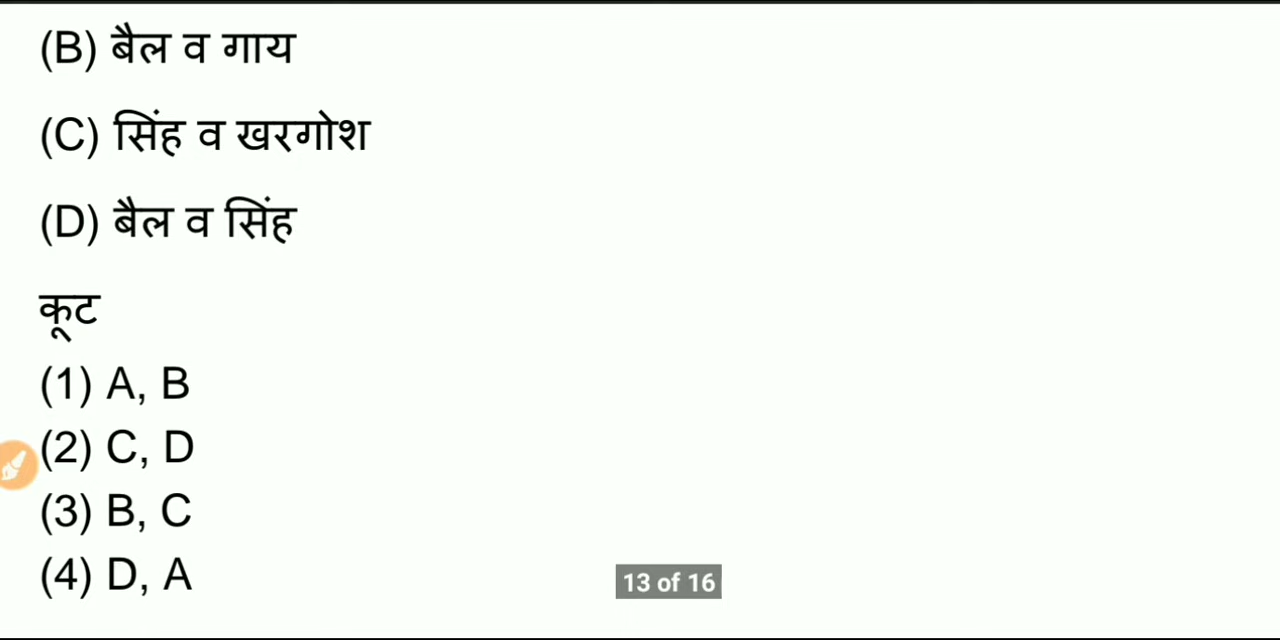 (B) बैल व गाय
(C) सिंह व खरगोश
(D) बैल व सिंह
कूट
(1) A, B
(2) C, D
(3) B, C
(4) D, A
13 of 16